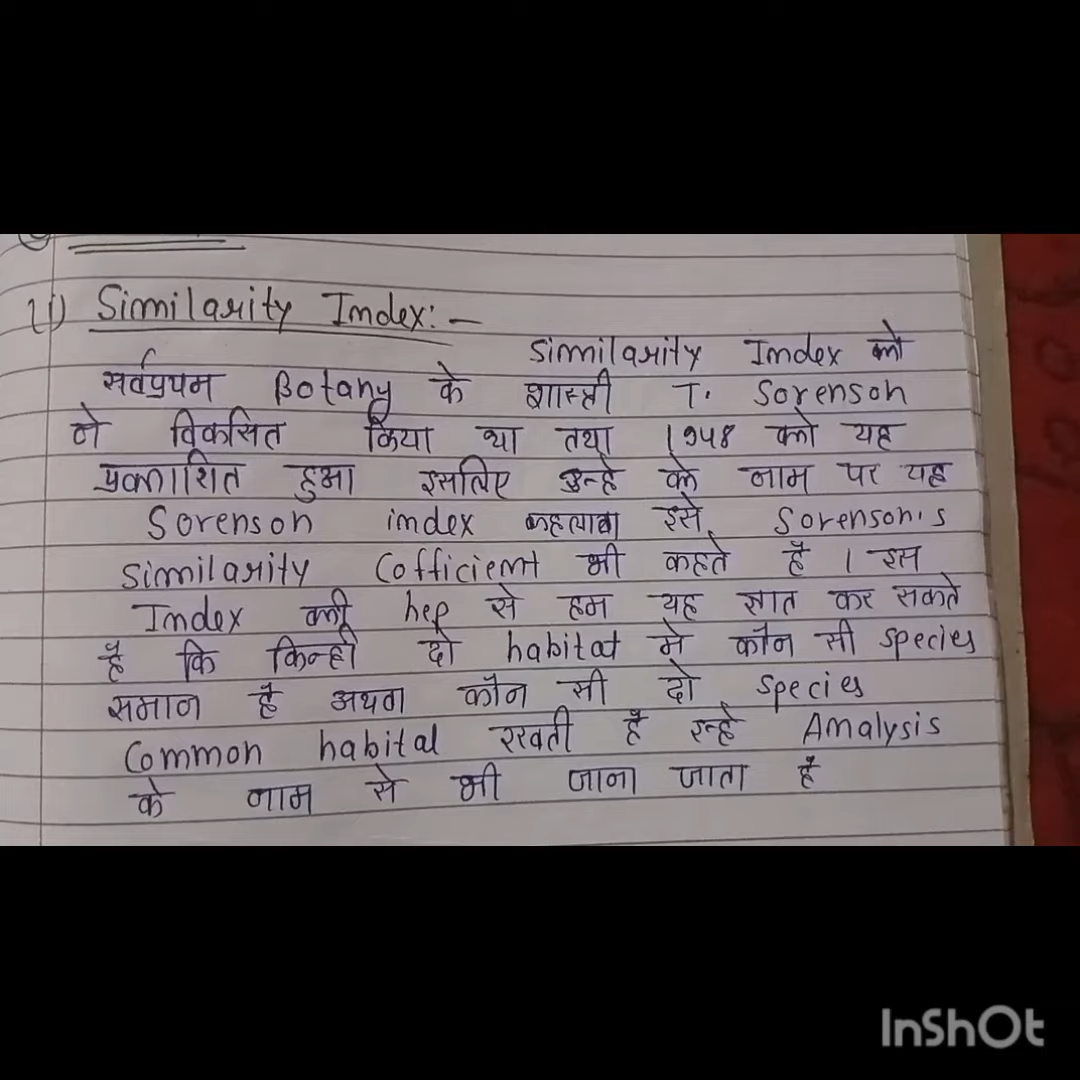 1) Similarity Index:-
Similarity Index को
सर्वप्रथम Botany के शास्त्री T. Sorenson
ने विकसित किया था तथा 1948 को यह
प्रकाशित हुआ इसलिए उन्हे के नाम पर यह
Sorenson index कहलाया इसे Sorenson's
Similarity Cofficient भी कहते है । इस
Index की hep से हम यह ज्ञात कर सकते
है कि किन्ही दो habitat मे कौन सी species
समान है अथवा कौन सी दो species
Common habital रखती है इन्हे Analysis
के नाम से भी जाना जाता है
InShOt